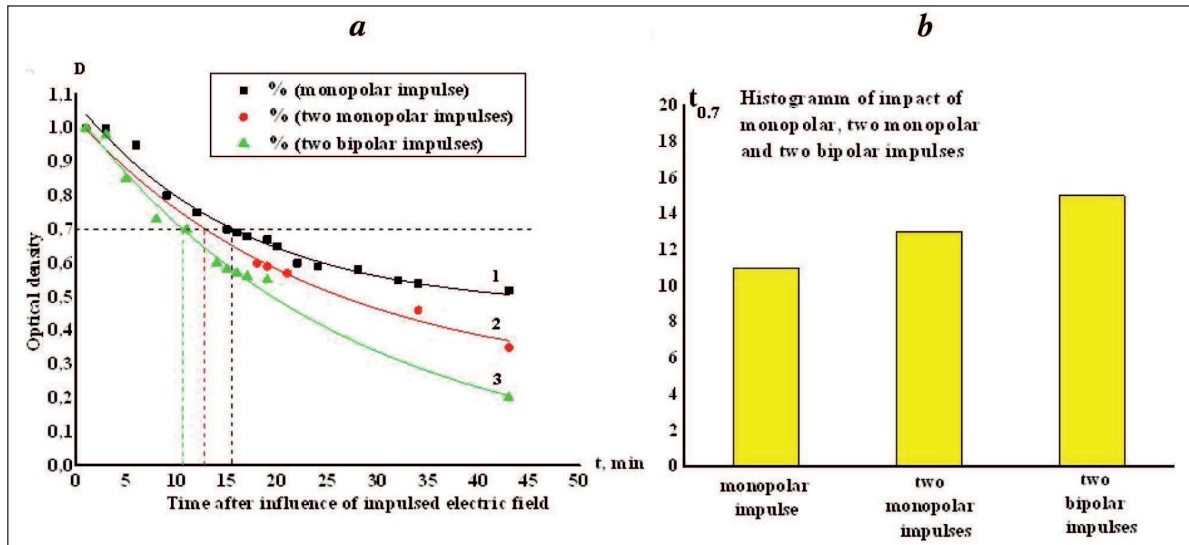 a
D
% (monopolar impulse)
% (two monopolar impulses)
% (two bipolar impulses)
1,1
1,0
0,9
0,8
0,7
0,6
0,5
0,4
0,3
0,2
0,1
0,0
Optical density
1
2
3
0 5 10 15 20 25 30 35 40 45 50
t, min
Time after influence of impulsed electric field
b
t0.7
Histogramm of impact of
monopolar, two monopolar
and two bipolar impulses
20
18
16
14
12
10
8
6
4
2
0
monopolar
impulse
two
monopolar
impulses
two
bipolar
impulses